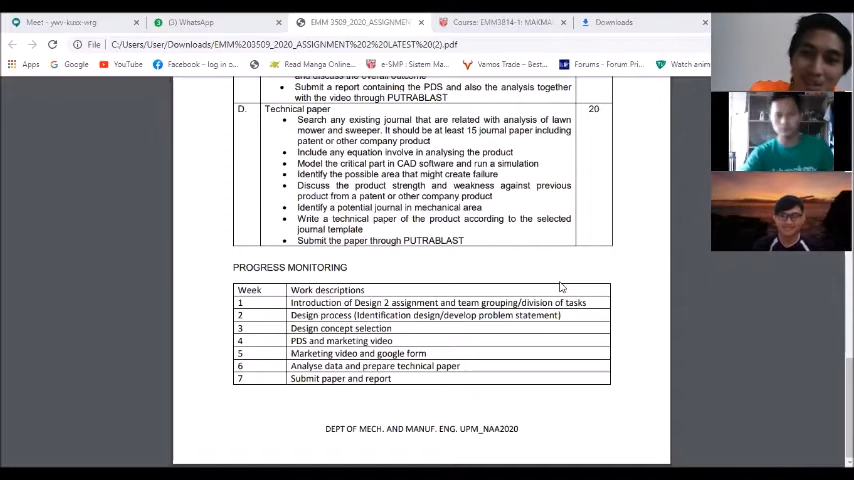 Meet - ywv-kuxx-wrg
(3) WhatsApp
EMM 3509_2020_ASSIGNMENT
Course: EMM3814-1: MAKMAL
Downloads
File
C:/Users/User/Downloads/EMM%203509_2020_ASSIGNMENT%202%20LATEST%20(2).pdf
Apps
Google
YouTube
Facebook – log in o...
Read Manga Online...
e-SMP : Sistem Ma...
Vamos Trade – Best...
Forums - Forum Pri...
Watch anim
and discuss the overall outcome
• Submit a report containing the PDS and also the analysis together
with the video through PUTRABLAST
D. Technical paper 20
• Search any existing journal that are related with analysis of lawn
mower and sweeper. It should be at least 15 journal paper including
patent or other company product
• Include any equation involve in analysing the product
• Model the critical part in CAD software and run a simulation
• Identify the possible area that might create failure
• Discuss the product strength and weakness against previous
product from a patent or other company product
• Identify a potential journal in mechanical area
• Write a technical paper of the product according to the selected
journal template
• Submit the paper through PUTRABLAST
PROGRESS MONITORING
Week Work descriptions
1 Introduction of Design 2 assignment and team grouping/division of tasks
2 Design process (Identification design/develop problem statement)
3 Design concept selection
4 PDS and marketing video
5 Marketing video and google form
6 Analyse data and prepare technical paper
7 Submit paper and report
DEPT OF MECH. AND MANUF. ENG. UPM_NAA2020